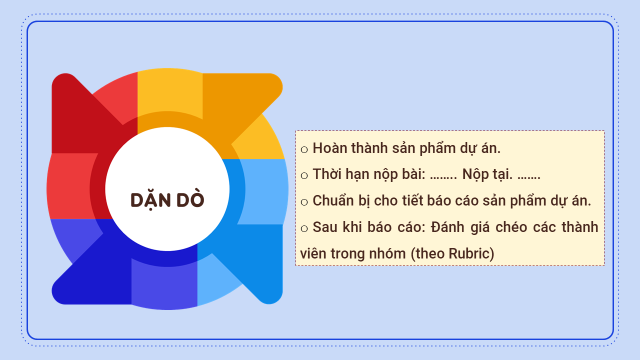 DẶN DÒ
○ Hoàn thành sản phẩm dự án.
○ Thời hạn nộp bài: …….. Nộp tại. …….
○ Chuẩn bị cho tiết báo cáo sản phẩm dự án.
○ Sau khi báo cáo: Đánh giá chéo các thành
viên trong nhóm (theo Rubric)